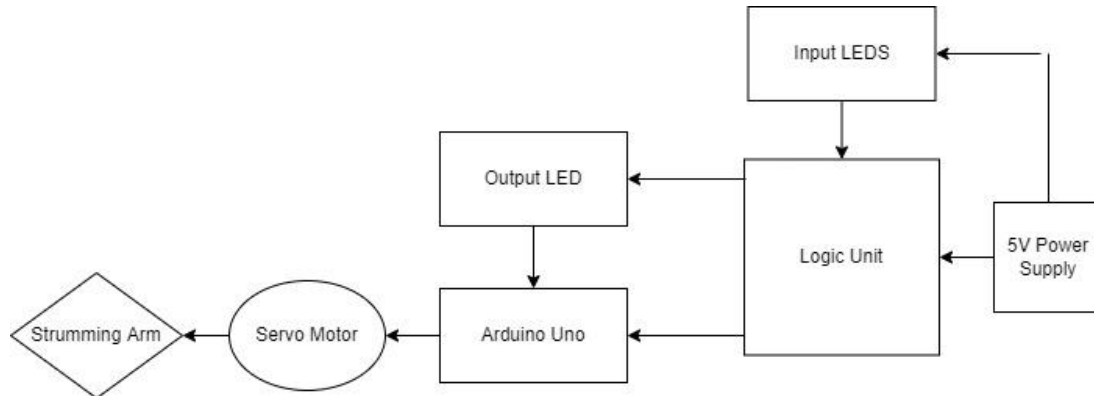 Input LEDS
Output LED
Logic Unit
5V Power
Supply
Strumming Arm
Servo Motor
Arduino Uno